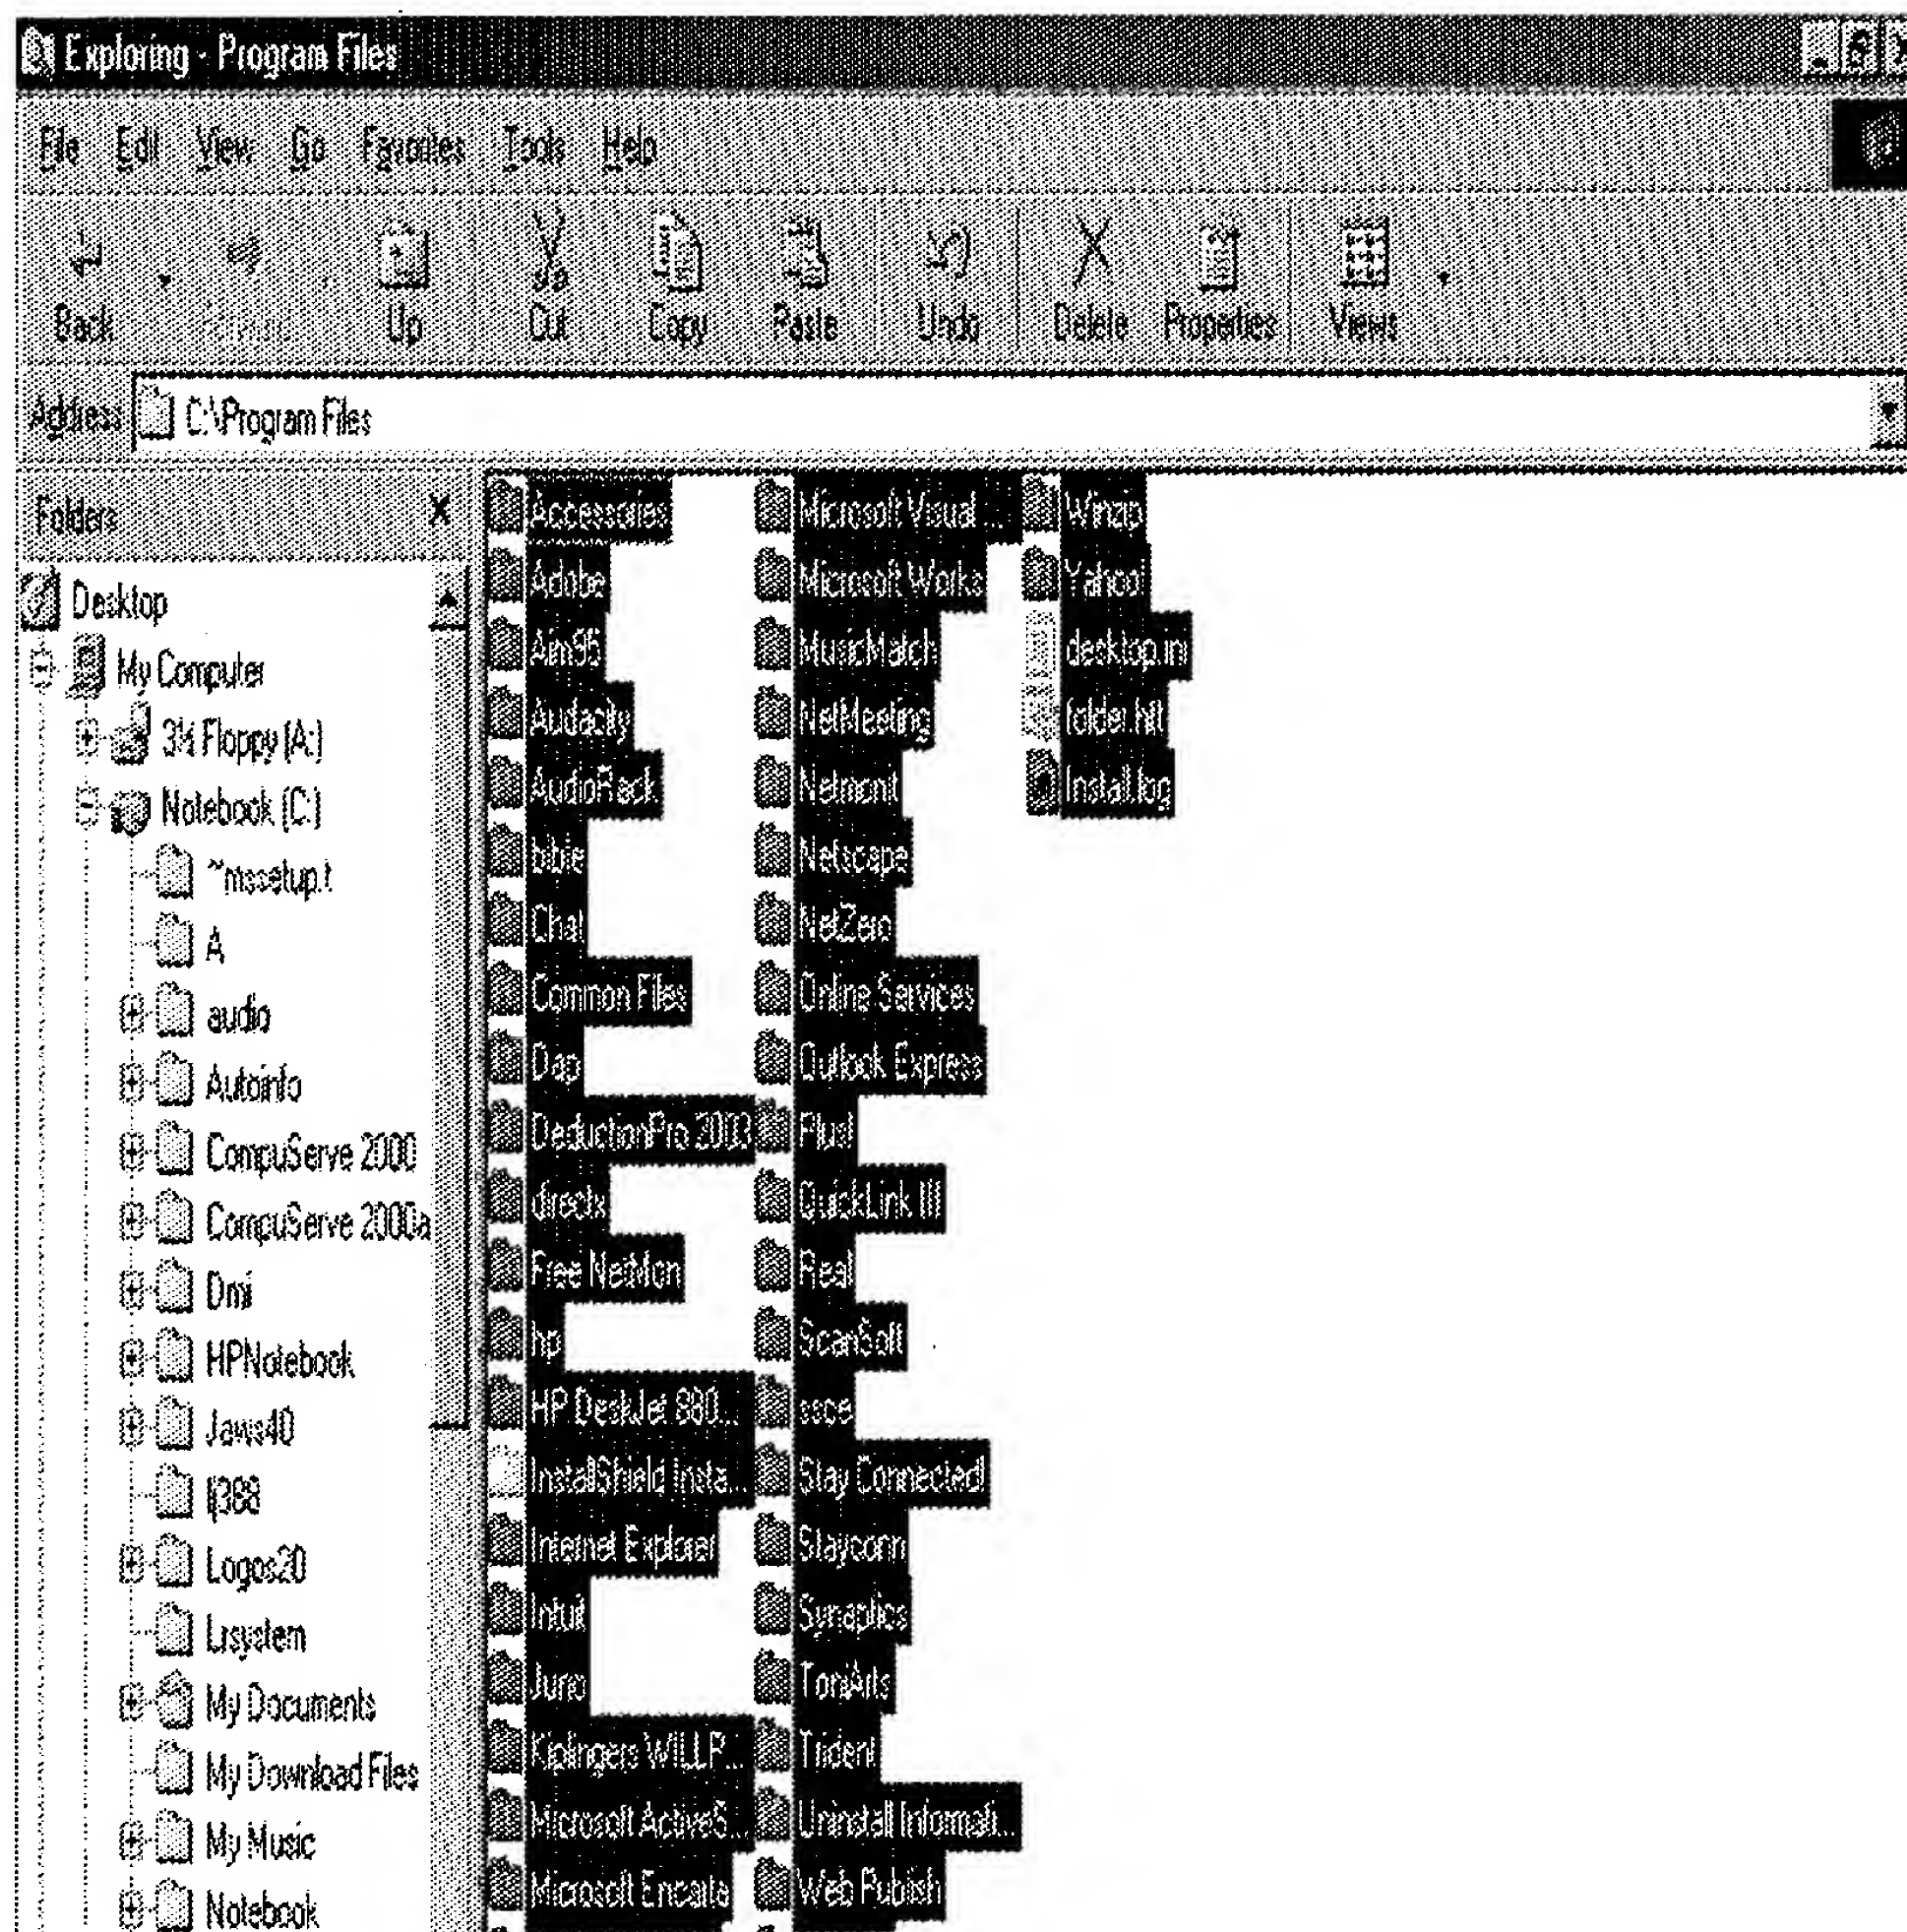 Exploring - Program Files
File Edit View Go Favorites Tools Help
Back Up Cut Copy Paste Undo Delete Properties Views
Address C:\Program Files
Folders
Desktop
My Computer
3½ Floppy (A:)
Notebook (C:)
~mssetup.t
A
audio
Autoinfo
CompuServe 2000
CompuServe 2000a
Dmi
HPNotebook
Jaws40
lj388
Logos20
Lrsystem
My Documents
My Download Files
My Music
Notebook
Accessories
Adobe
Aim95
Audacity
AudioRack
bible
Chat
Common Files
Dap
DeductionPro 2003
directx
Free NetMon
hp
HP DeskJet 880...
InstallShield Insta...
Internet Explorer
Intuit
Juno
Kiplingers WILLP...
Microsoft ActiveS...
Microsoft Encarta
Microsoft Visual ...
Microsoft Works
MusicMatch
NetMeeting
Netmonit
Netscape
NetZero
Online Services
Outlook Express
Plus!
QuickLink III
Real
ScanSoft
ssce
Stay Connected!
Stayconn
Synaptics
ToniArts
Trident
Uninstall Informati...
Web Publish
Winzip
Yahoo!
desktop.ini
folder.htt
Install.log